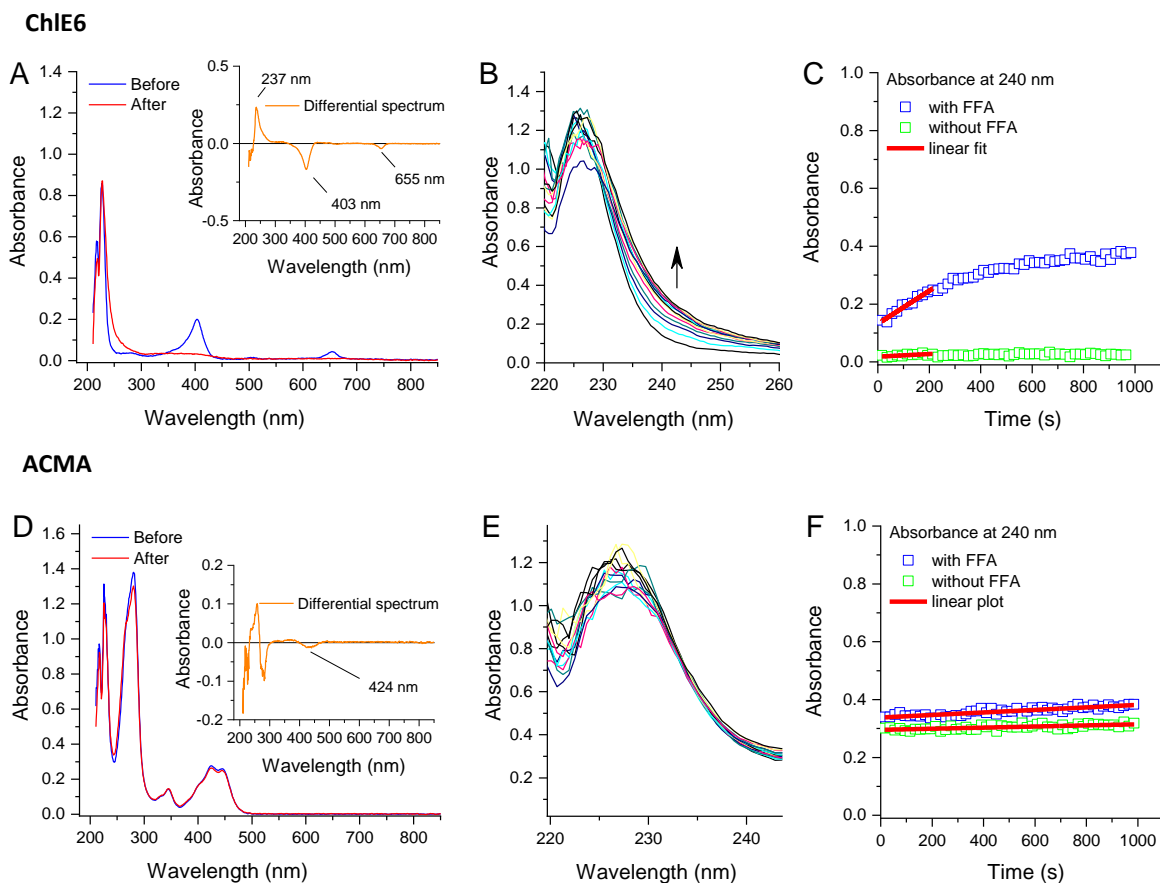 ChlE6
A
Before
After
237 nm
Differential spectrum
655 nm
403 nm
0.5
0.0
-0.5
200 300 400 500 600 700 800
Wavelength (nm)
Absorbance
1.4
1.2
1.0
0.8
0.6
0.4
0.2
0.0
200 300 400 500 600 700 800
Wavelength (nm)
Absorbance
B
1.4
1.2
1.0
0.8
0.6
0.4
0.2
0.0
220 230 240 250 260
Wavelength (nm)
Absorbance
C
Absorbance at 240 nm
with FFA
without FFA
linear fit
1.0
0.8
0.6
0.4
0.2
0.0
0 200 400 600 800 1000
Time (s)
Absorbance
ACMA
D
Before
After
Differential spectrum
424 nm
0.2
0.1
0.0
-0.1
-0.2
200 300 400 500 600 700 800
Wavelength (nm)
Absorbance
1.6
1.4
1.2
1.0
0.8
0.6
0.4
0.2
0.0
200 300 400 500 600 700 800
Wavelength (nm)
Absorbance
E
1.2
1.0
0.8
0.6
0.4
0.2
220 230 240
Wavelength (nm)
Absorbance
F
Absorbance at 240 nm
with FFA
without FFA
linear plot
1.0
0.8
0.6
0.4
0.2
0.0
0 200 400 600 800 1000
Time (s)
Absorbance